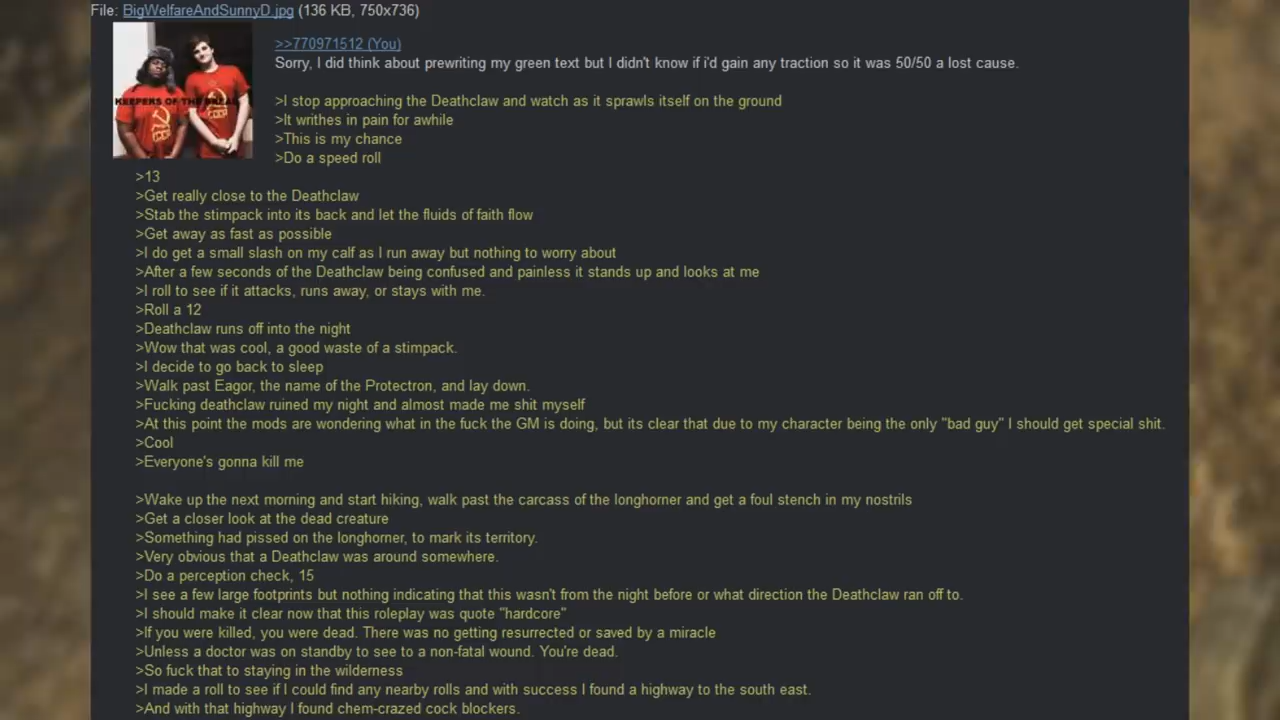 File: BigWelfareAndSunnyD.jpg (136 KB, 750x736)
KEEPERS OF THE BREAD
>>770971512 (You)
Sorry, I did think about prewriting my green text but I didn't know if i'd gain any traction so it was 50/50 a lost cause.
>I stop approaching the Deathclaw and watch as it sprawls itself on the ground
>It writhes in pain for awhile
>This is my chance
>Do a speed roll
>13
>Get really close to the Deathclaw
>Stab the stimpack into its back and let the fluids of faith flow
>Get away as fast as possible
>I do get a small slash on my calf as I run away but nothing to worry about
>After a few seconds of the Deathclaw being confused and painless it stands up and looks at me
>I roll to see if it attacks, runs away, or stays with me.
>Roll a 12
>Deathclaw runs off into the night
>Wow that was cool, a good waste of a stimpack.
>I decide to go back to sleep
>Walk past Eagor, the name of the Protectron, and lay down.
>Fucking deathclaw ruined my night and almost made me shit myself
>At this point the mods are wondering what in the fuck the GM is doing, but its clear that due to my character being the only "bad guy" I should get special shit.
>Cool
>Everyone's gonna kill me
>Wake up the next morning and start hiking, walk past the carcass of the longhorner and get a foul stench in my nostrils
>Get a closer look at the dead creature
>Something had pissed on the longhorner, to mark its territory.
>Very obvious that a Deathclaw was around somewhere.
>Do a perception check, 15
>I see a few large footprints but nothing indicating that this wasn't from the night before or what direction the Deathclaw ran off to.
>I should make it clear now that this roleplay was quote "hardcore"
>If you were killed, you were dead. There was no getting resurrected or saved by a miracle
>Unless a doctor was on standby to see to a non-fatal wound. You're dead.
>So fuck that to staying in the wilderness
>I made a roll to see if I could find any nearby rolls and with success I found a highway to the south east.
>And with that highway I found chem-crazed cock blockers.